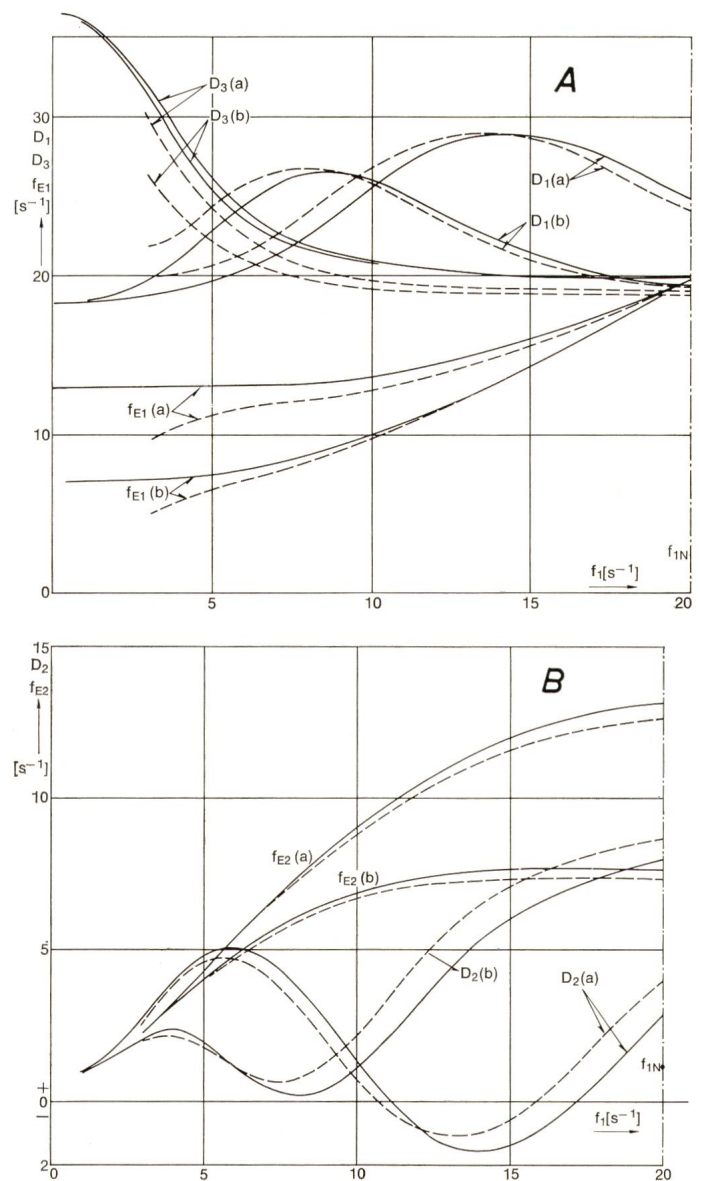 A
D₃(a)
D₃(b)
30
D₁
D₃
fE1
[s⁻¹]
D₁(a)
D₁(b)
20
fE1(a)
10
fE1(b)
f1N
f₁[s⁻¹]
0
5
10
15
20
15
B
D₂
fE2
[s⁻¹]
10
fE2(a)
fE2(b)
5
D₂(b)
D₂(a)
f1N
+
0
−
f₁[s⁻¹]
2
0
5
10
15
20